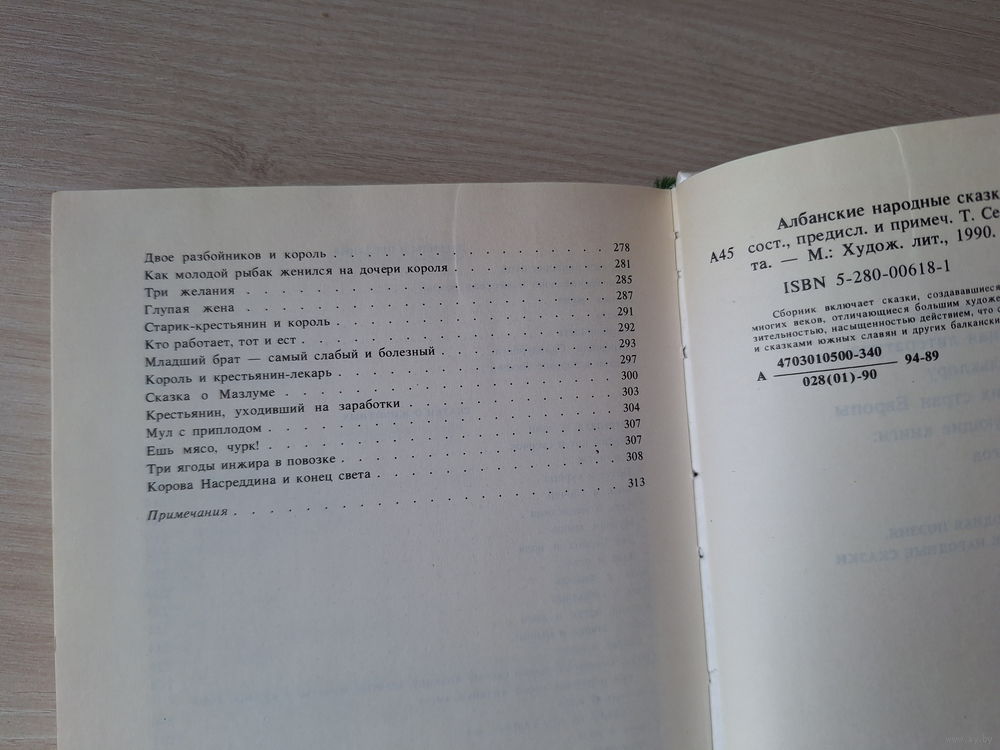 Двое разбойников и король . . . . . . . . . . . . . . . . 278
Как молодой рыбак женился на дочери короля . . . . . . . . . 281
Три желания . . . . . . . . . . . . . . . . . . . . . 285
Глупая жена . . . . . . . . . . . . . . . . . . . . . 287
Старик-крестьянин и король . . . . . . . . . . . . . . . . 291
Кто работает, тот и ест . . . . . . . . . . . . . . . . . . 292
Младший брат — самый слабый и болезный . . . . . . . . . . 293
Король и крестьянин-лекарь . . . . . . . . . . . . . . . . 297
Сказка о Мазлуме . . . . . . . . . . . . . . . . . . . 300
Крестьянин, уходивший на заработки . . . . . . . . . . . . 303
Мул с приплодом . . . . . . . . . . . . . . . . . . . . 304
Ешь мясо, чурк! . . . . . . . . . . . . . . . . . . . . 307
Три ягоды инжира в повозке . . . . . . . . . . . . . . . . 307
Корова Насреддина и конец света . . . . . . . . . . . . . . 308
Примечания . . . . . . . . . . . . . . . . . . . . . 313
Албанские народные сказк
А45 сост., предисл. и примеч. Т. Се
та. — М.: Худож. лит., 1990.
ISBN 5-280-00618-1
Сборник включает сказки, создававшиеся
многих веков, отличающиеся большим художе
зительностью, насыщенностью действием, что с
и сказками южных славян и других балкански
А 4703010500-340 94-89
028(01)-90
www.ay.by